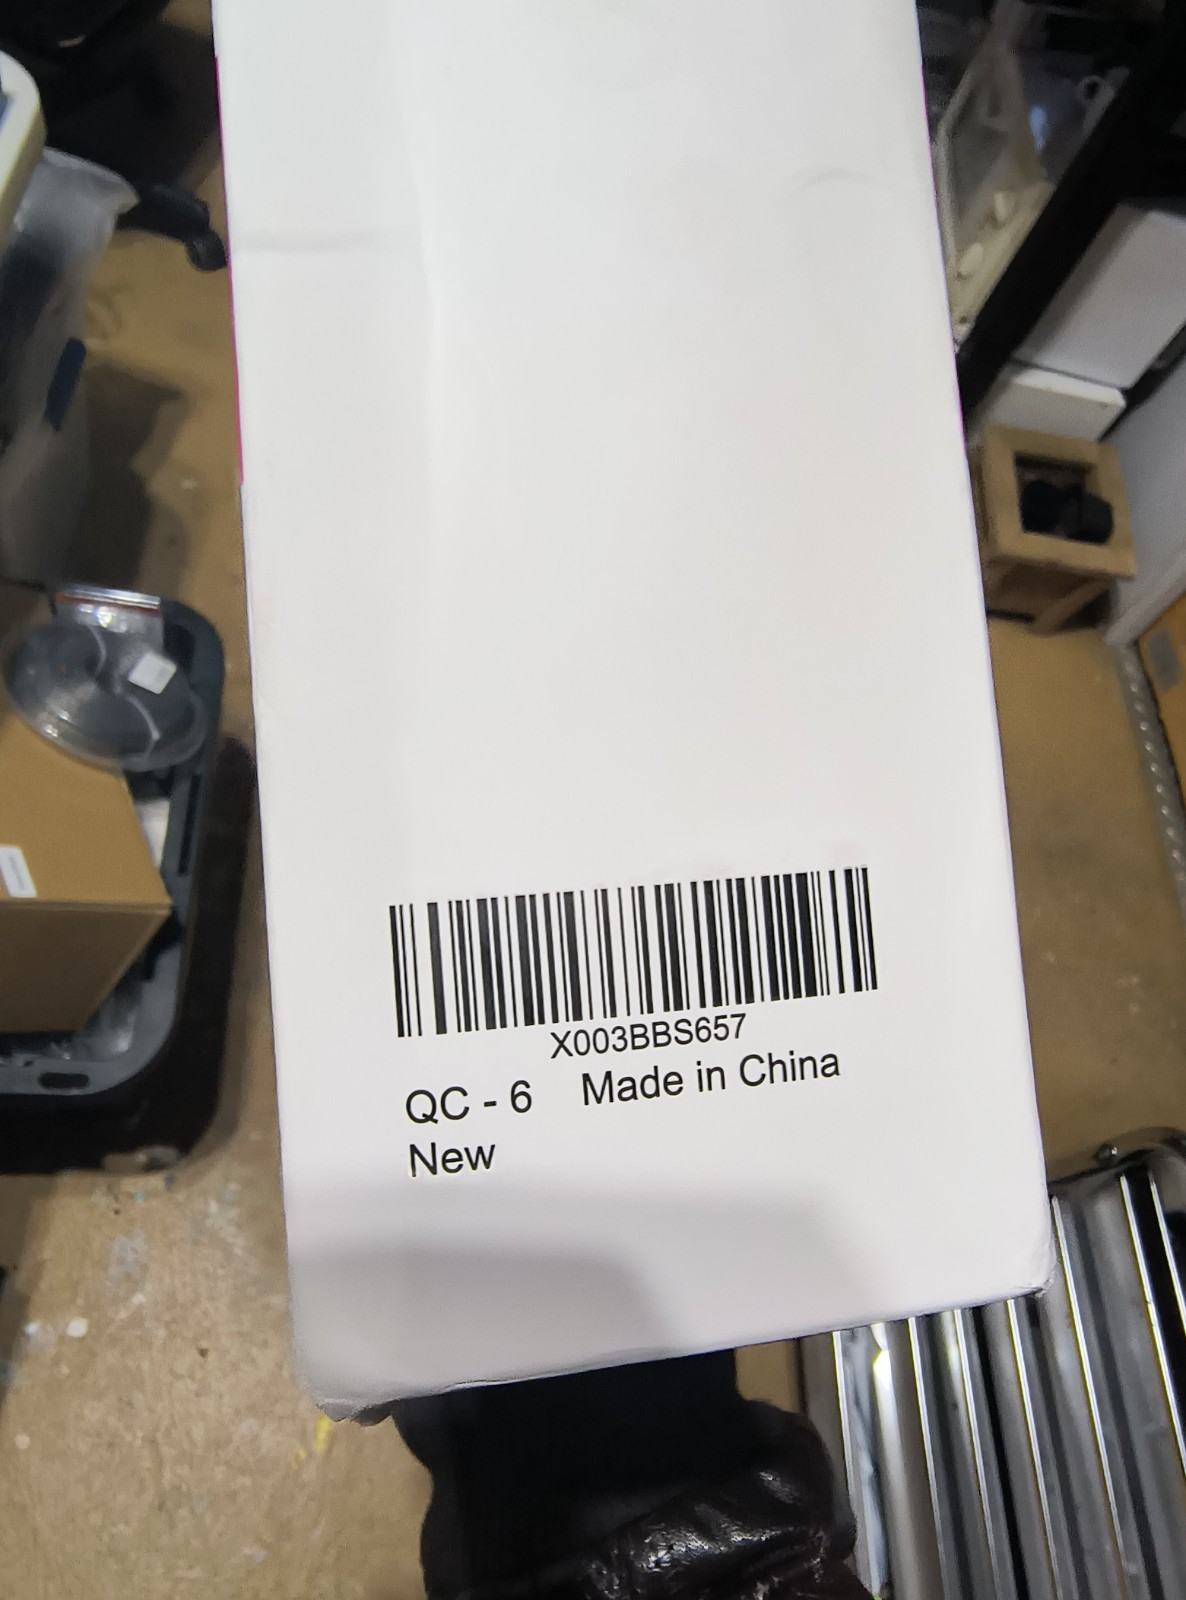 X003BBS657
QC - 6 Made in China
New